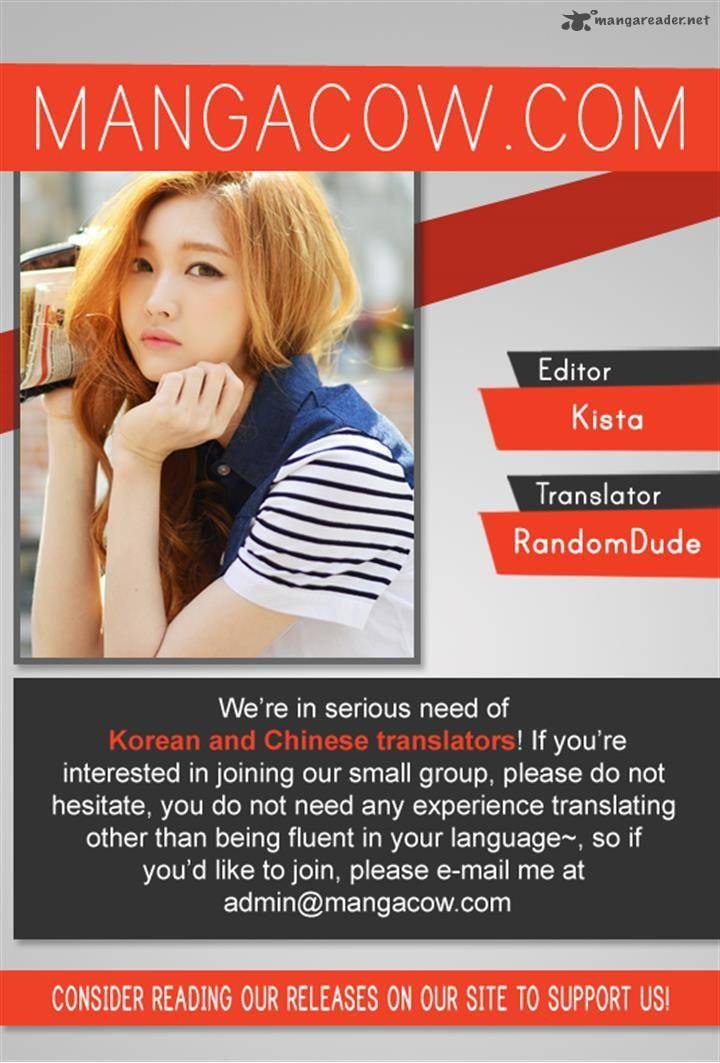 mangareader.net
MANGACOW.COM
Editor
Kista
Translator
RandomDude
We're in serious need of
Korean and Chinese translators! If you're
interested in joining our small group, please do not
hesitate, you do not need any experience translating
other than being fluent in your language~, so if
you'd like to join, please e-mail me at
admin@mangacow.com
CONSIDER READING OUR RELEASES ON OUR SITE TO SUPPORT US!